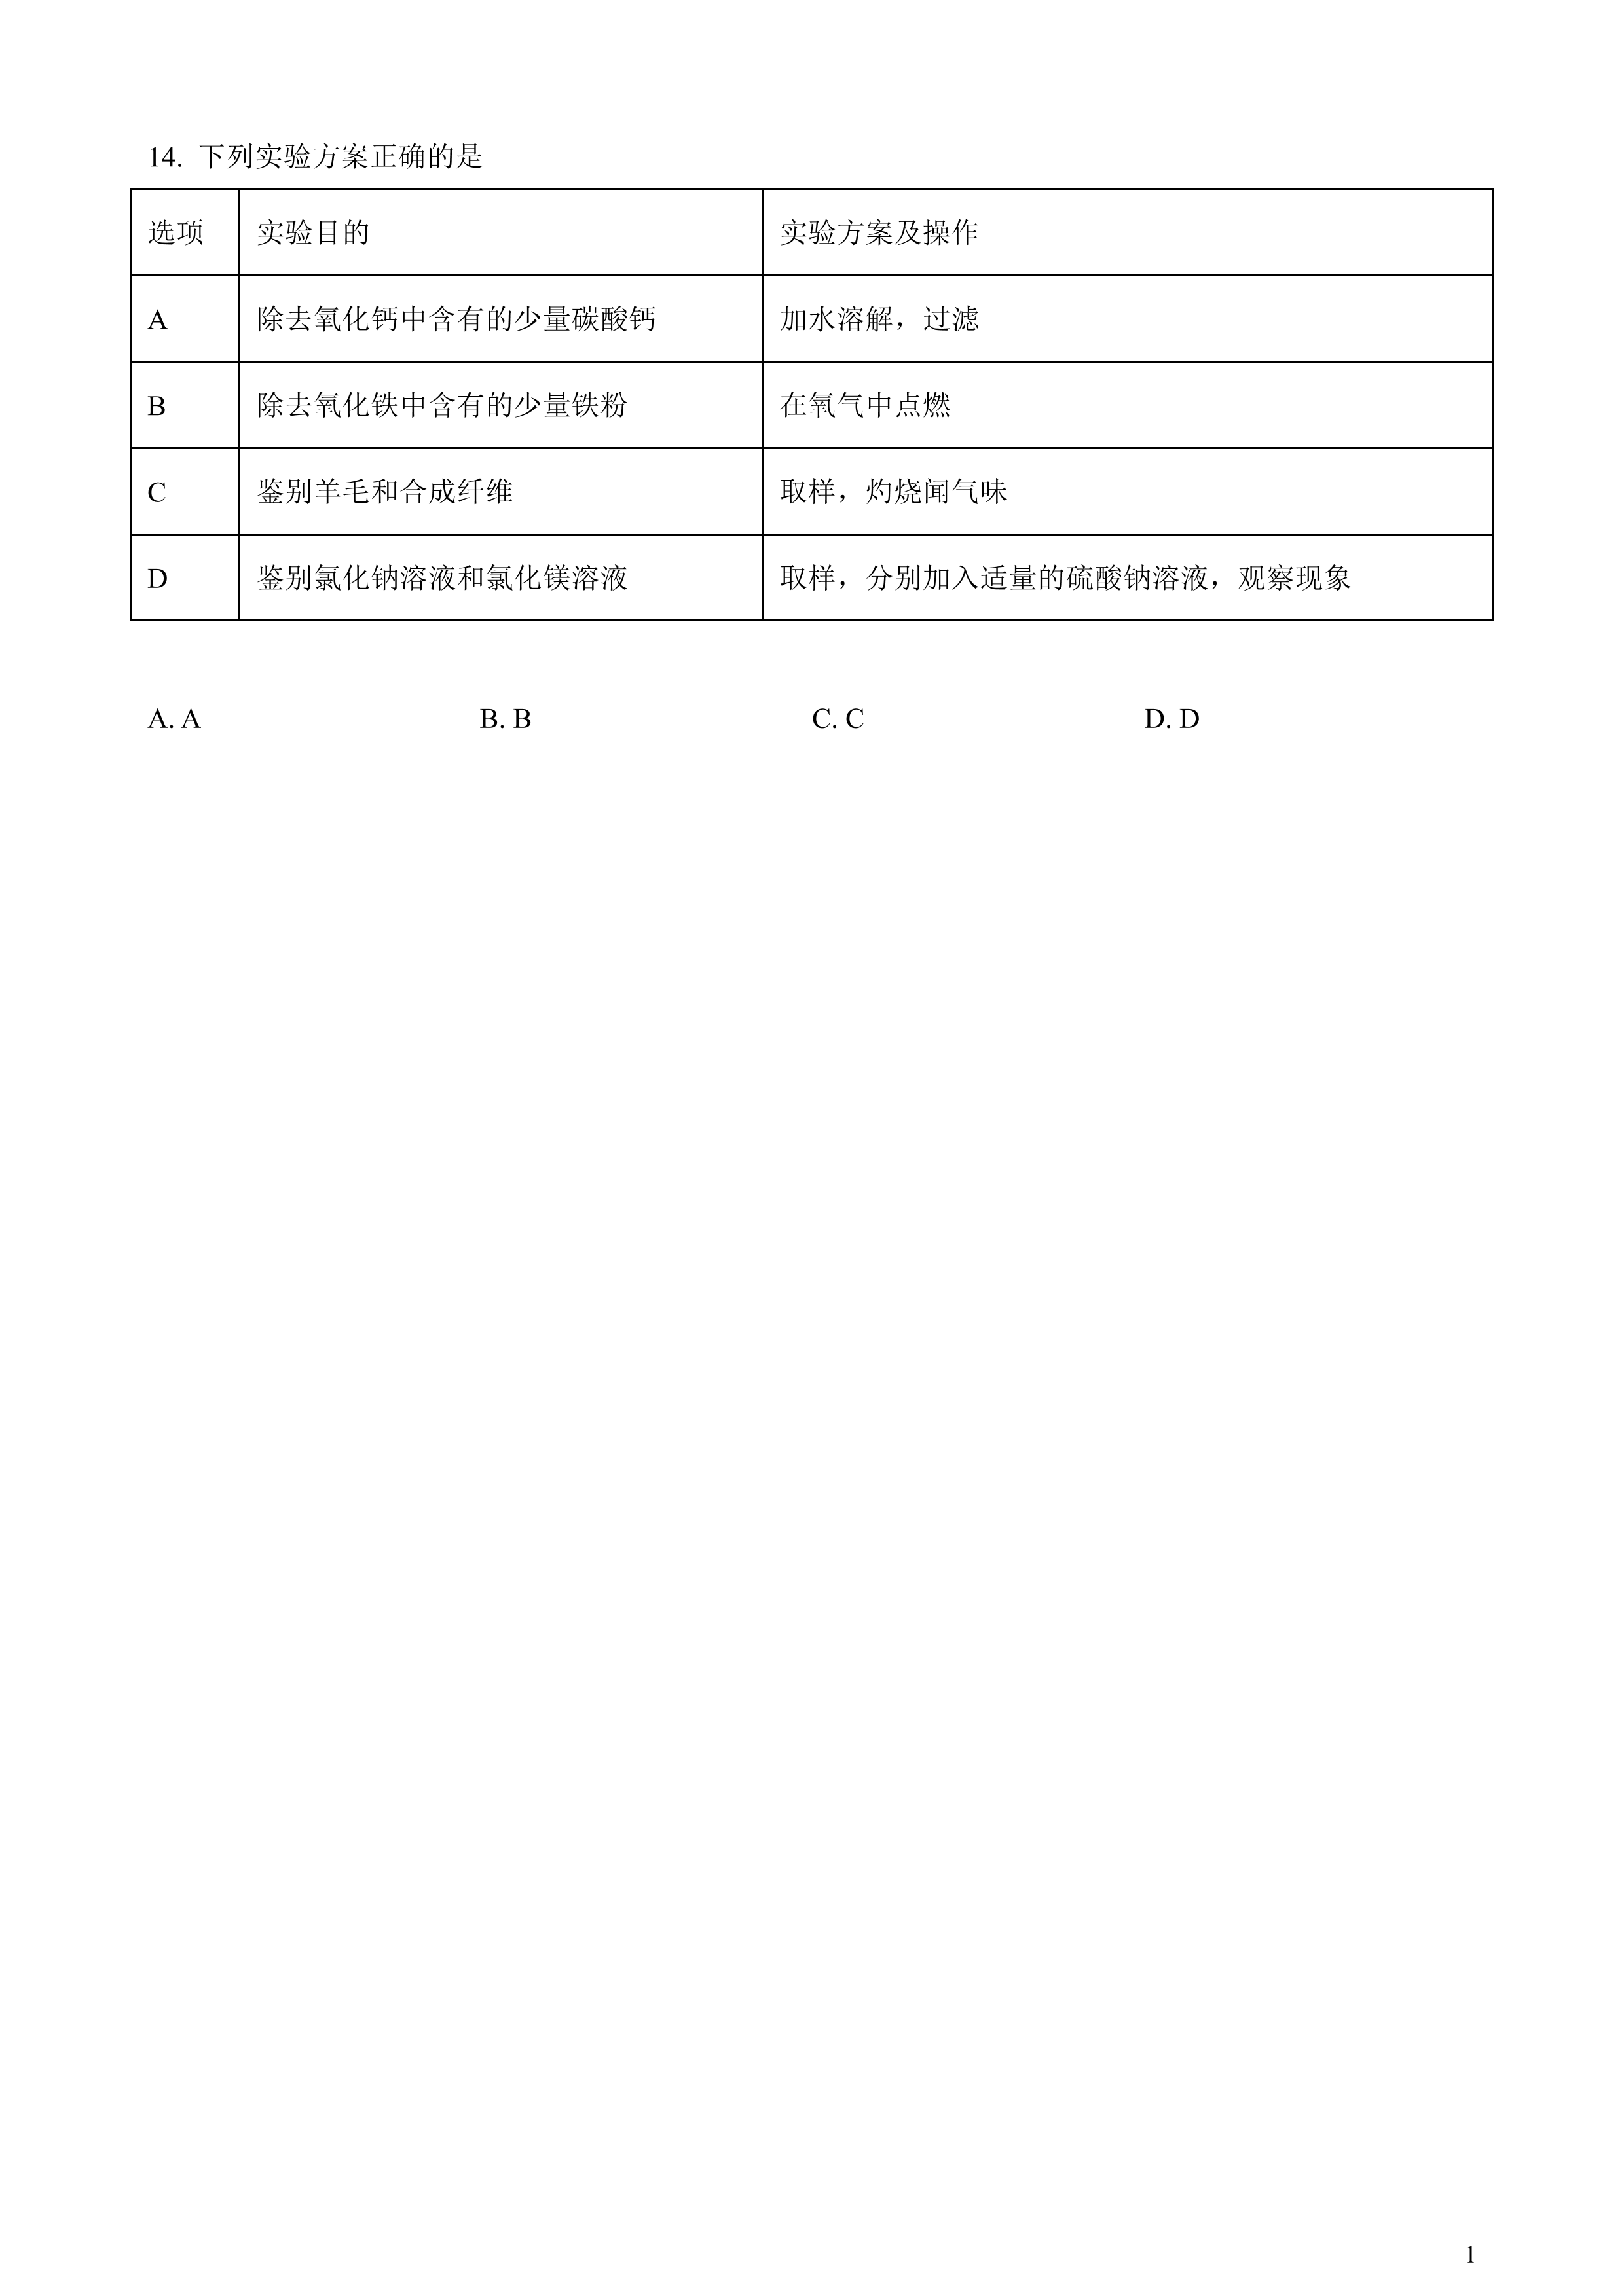 14. 下列实验方案正确的是
选项 实验目的 实验方案及操作
A 除去氧化钙中含有的少量碳酸钙 加水溶解，过滤
B 除去氧化铁中含有的少量铁粉 在氧气中点燃
C 鉴别羊毛和合成纤维 取样，灼烧闻气味
D 鉴别氯化钠溶液和氯化镁溶液 取样，分别加入适量的硫酸钠溶液，观察现象
A. A B. B C. C D. D
1